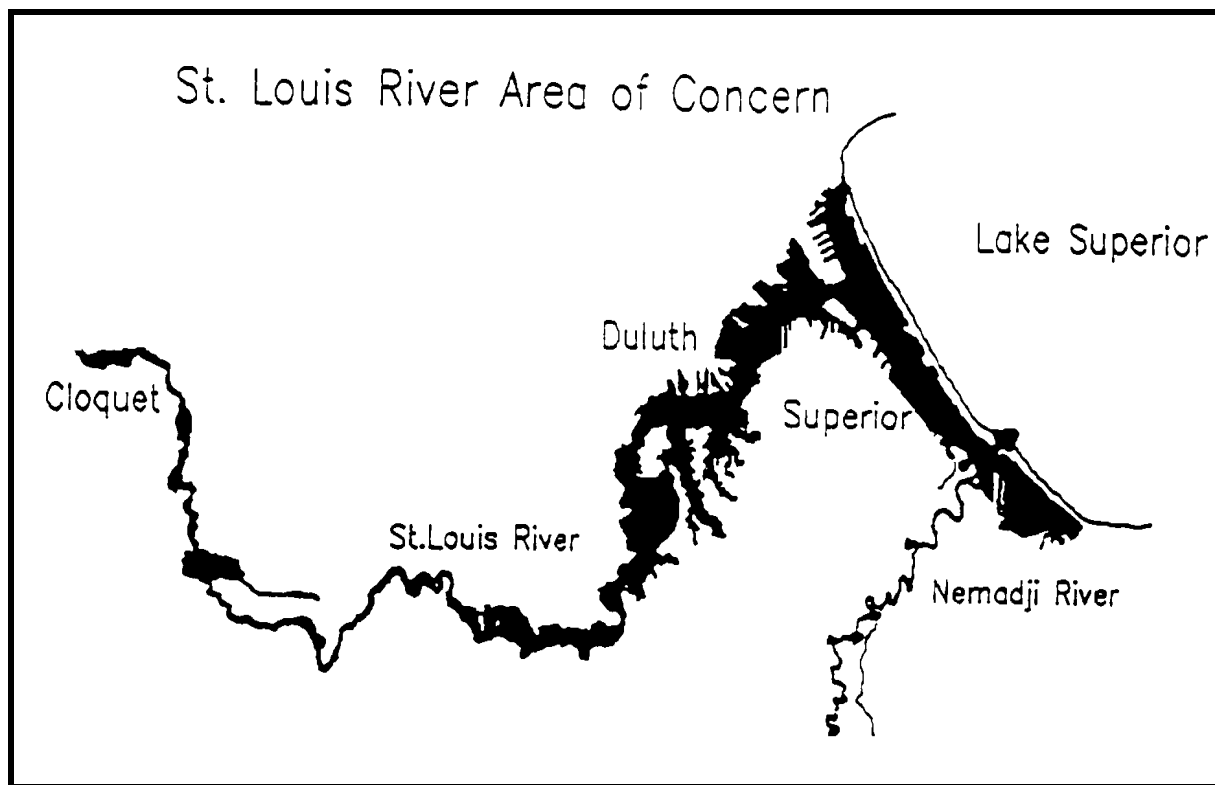 St. Louis River Area of Concern
Lake Superior
Duluth
Cloquet
Superior
St.Louis River
Nemadji River